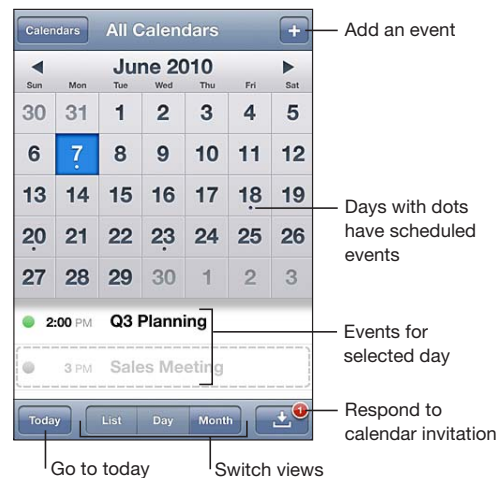 Calendars All Calendars +
Add an event
June 2010
Sun Mon Tue Wed Thu Fri Sat
30 31 1 2 3 4 5
6 7 8 9 10 11 12
13 14 15 16 17 18 19
20 21 22 23 24 25 26
27 28 29 30 1 2 3
Days with dots
have scheduled
events
2:00 PM Q3 Planning
3 PM Sales Meeting
Events for
selected day
Today List Day Month 1
Respond to
calendar invitation
Go to today
Switch views